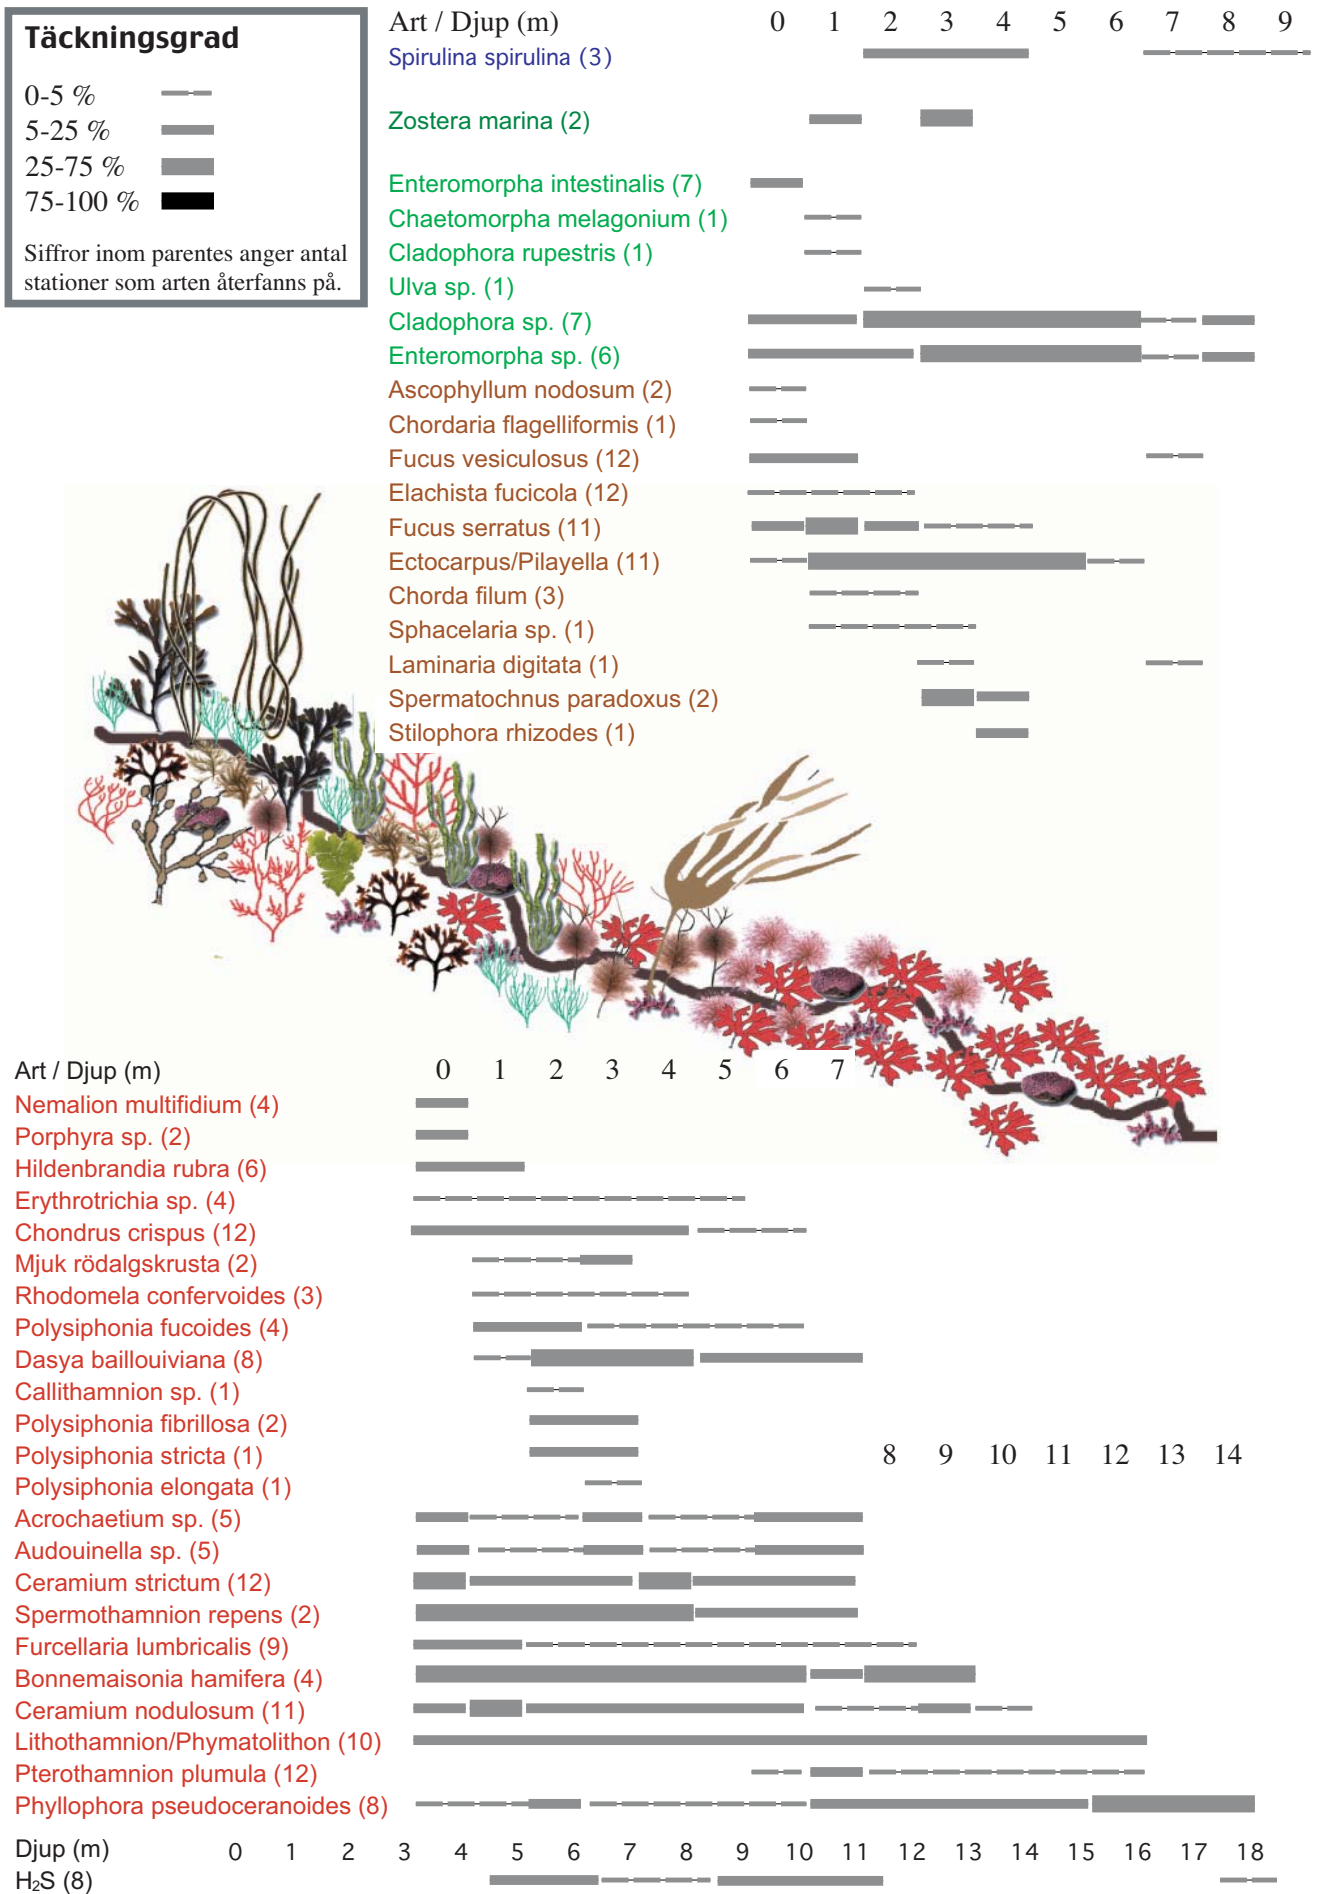 Täckningsgrad
0-5 %
5-25 %
25-75 %
75-100 %
Siffror inom parentes anger antal
stationer som arten återfanns på.
Art / Djup (m) 0 1 2 3 4 5 6 7 8 9
Spirulina spirulina (3)
Zostera marina (2)
Enteromorpha intestinalis (7)
Chaetomorpha melagonium (1)
Cladophora rupestris (1)
Ulva sp. (1)
Cladophora sp. (7)
Enteromorpha sp. (6)
Ascophyllum nodosum (2)
Chordaria flagelliformis (1)
Fucus vesiculosus (12)
Elachista fucicola (12)
Fucus serratus (11)
Ectocarpus/Pilayella (11)
Chorda filum (3)
Sphacelaria sp. (1)
Laminaria digitata (1)
Spermatochnus paradoxus (2)
Stilophora rhizodes (1)
Art / Djup (m) 0 1 2 3 4 5 6 7
Nemalion multifidium (4)
Porphyra sp. (2)
Hildenbrandia rubra (6)
Erythrotrichia sp. (4)
Chondrus crispus (12)
Mjuk rödalgskrusta (2)
Rhodomela confervoides (3)
Polysiphonia fucoides (4)
Dasya baillouiviana (8)
Callithamnion sp. (1)
Polysiphonia fibrillosa (2)
Polysiphonia stricta (1) 8 9 10 11 12 13 14
Polysiphonia elongata (1)
Acrochaetium sp. (5)
Audouinella sp. (5)
Ceramium strictum (12)
Spermothamnion repens (2)
Furcellaria lumbricalis (9)
Bonnemaisonia hamifera (4)
Ceramium nodulosum (11)
Lithothamnion/Phymatolithon (10)
Pterothamnion plumula (12)
Phyllophora pseudoceranoides (8)
Djup (m) 0 1 2 3 4 5 6 7 8 9 10 11 12 13 14 15 16 17 18
H₂S (8)